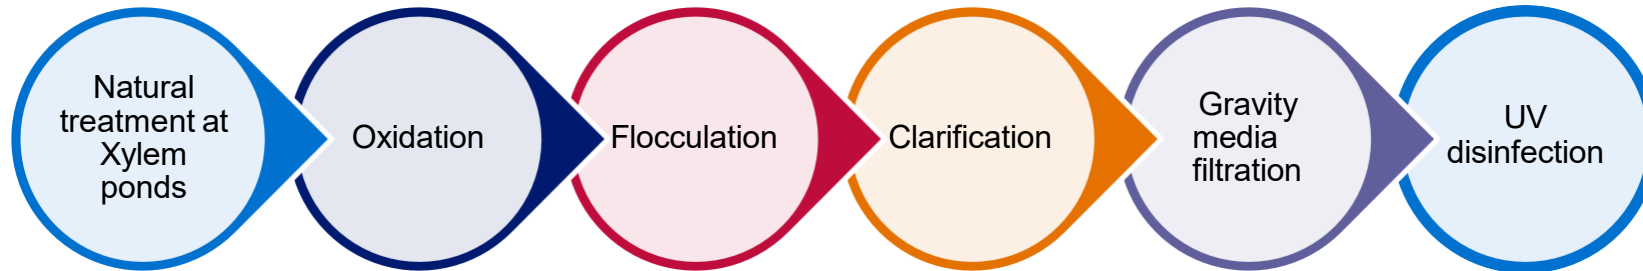 Natural
treatment at
Xylem
ponds
Oxidation
Flocculation
Clarification
Gravity
media
filtration
UV
disinfection